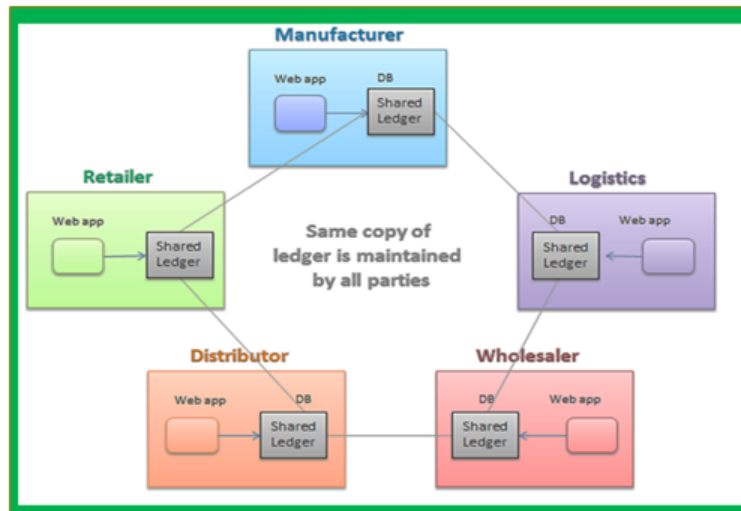 Manufacturer
Web app
DB
Shared
Ledger
Retailer
Web app
Shared
Ledger
Same copy of
ledger is maintained
by all parties
Logistics
DB
Web app
Shared
Ledger
Distributor
Web app
DB
Shared
Ledger
Wholesaler
DB
Web app
Shared
Ledger